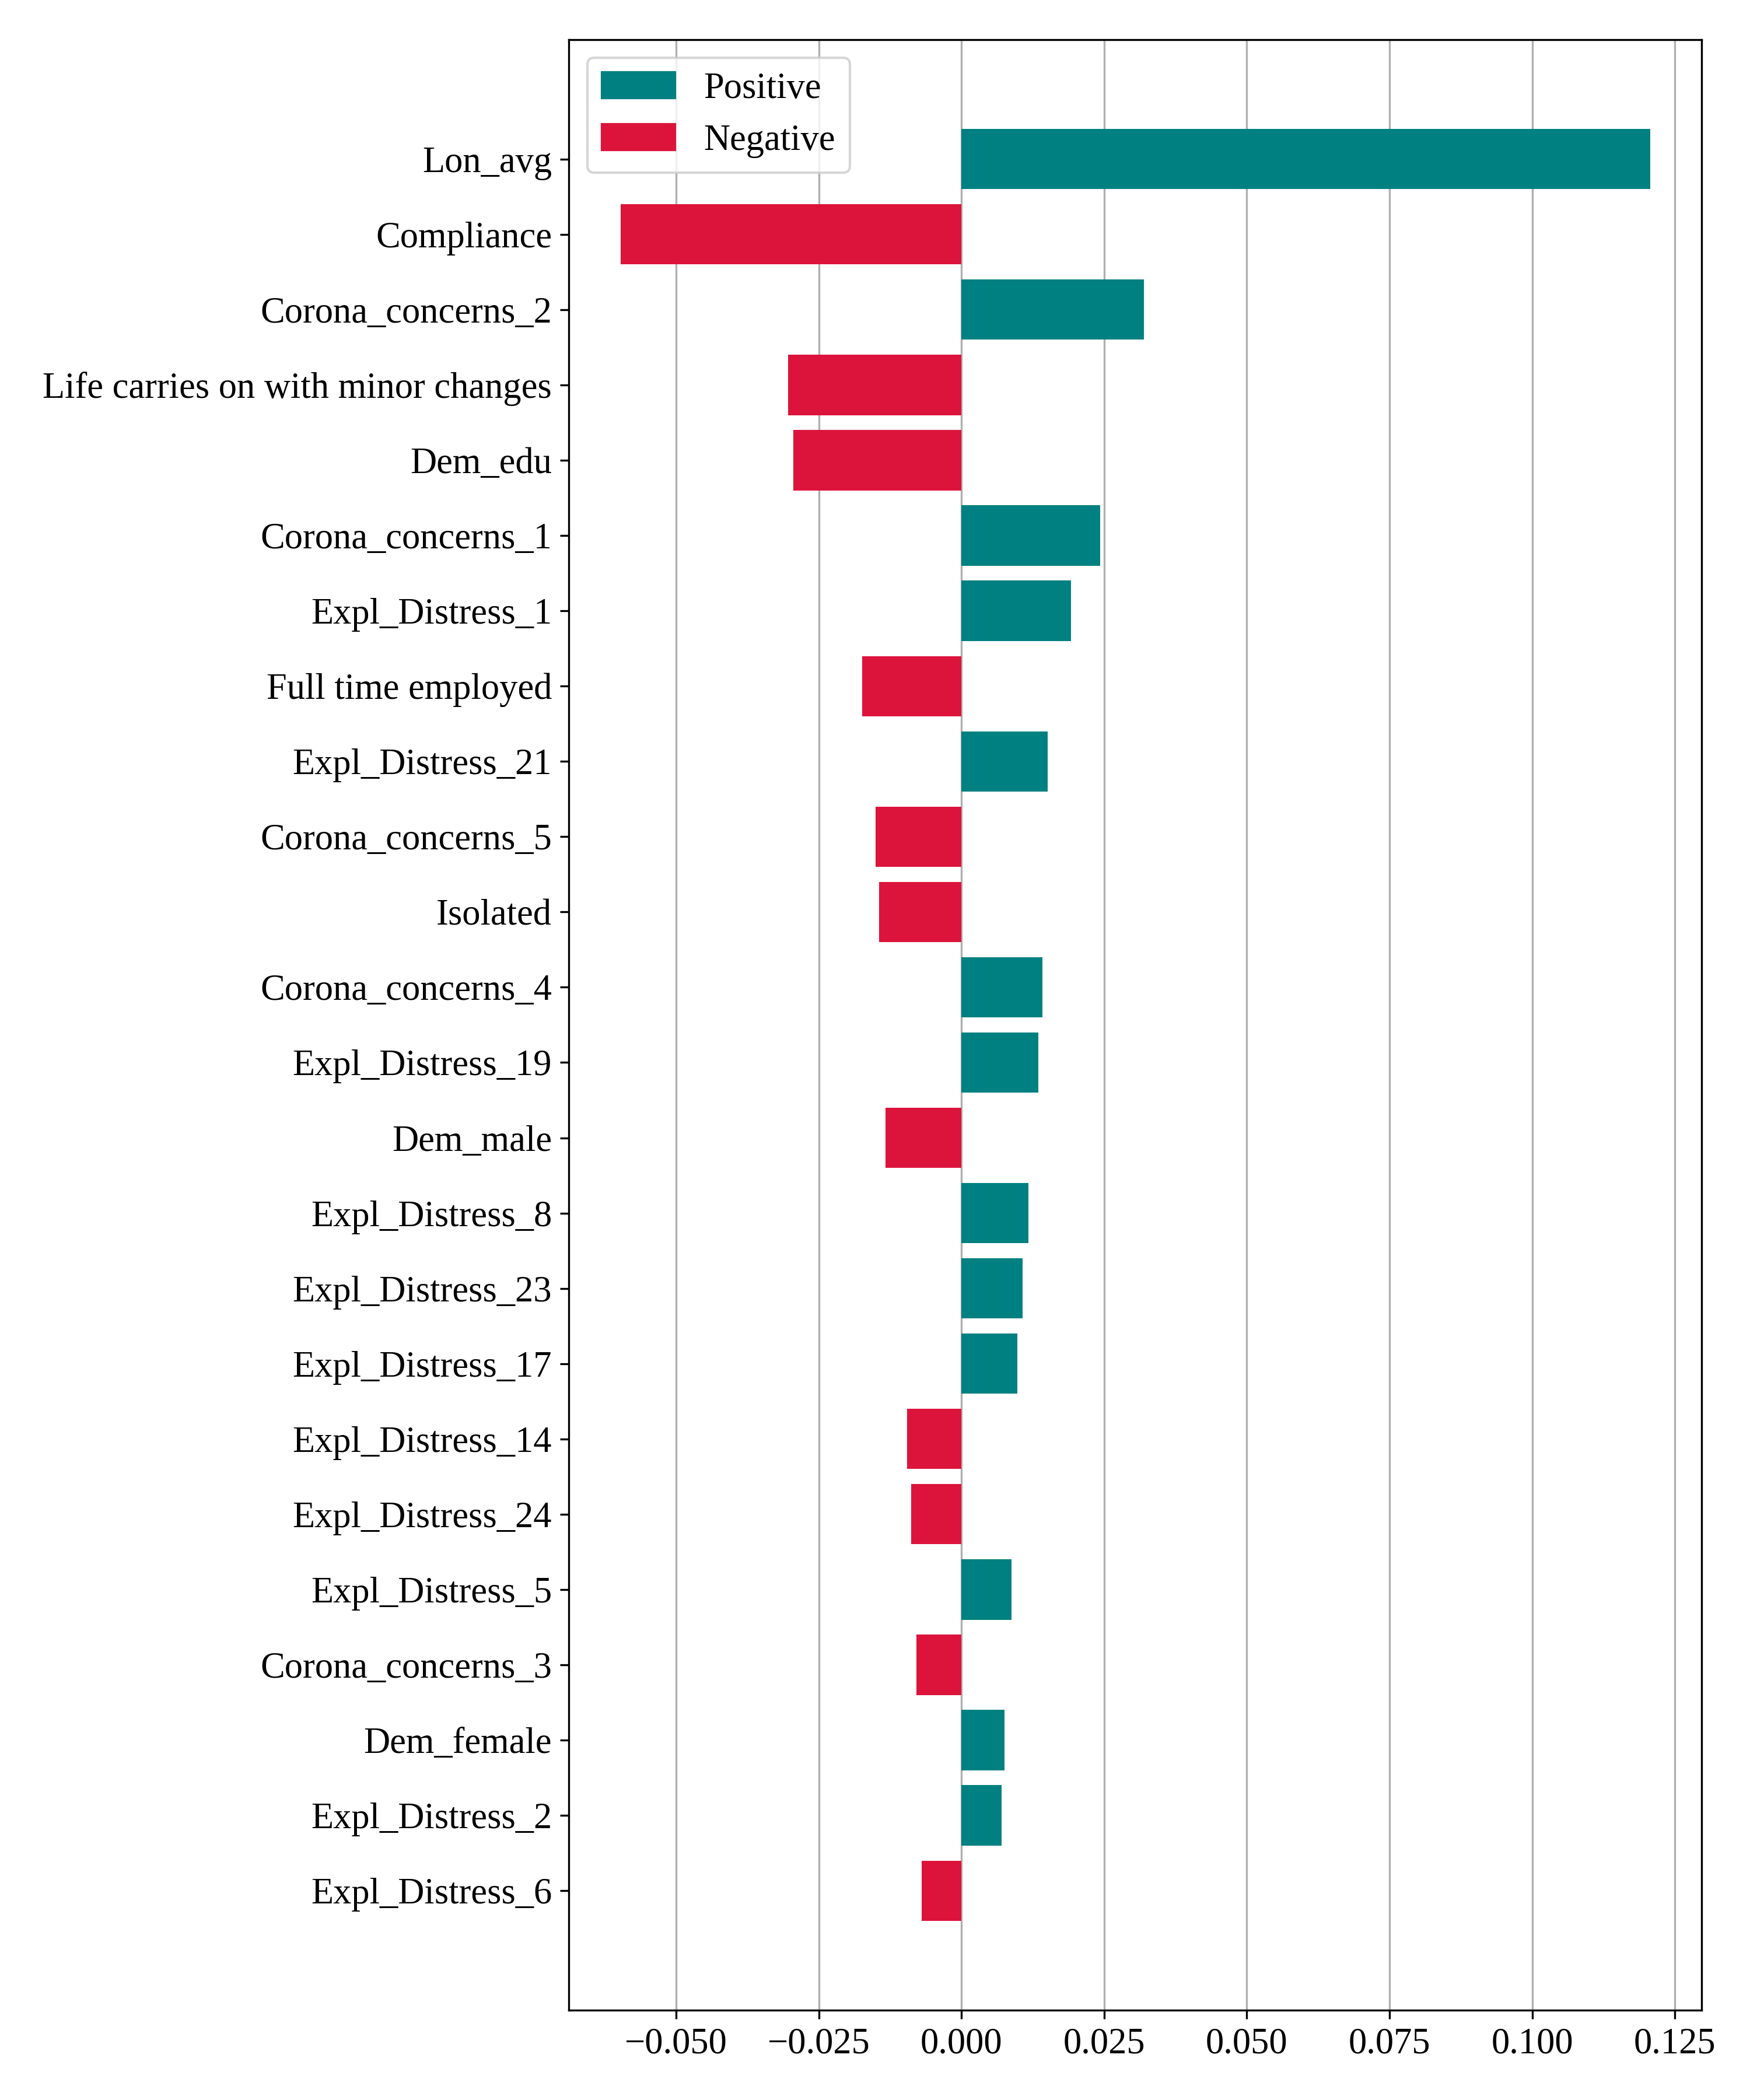 Positive
Negative
Lon_avg
Compliance
Corona_concerns_2
Life carries on with minor changes
Dem_edu
Corona_concerns_1
Expl_Distress_1
Full time employed
Expl_Distress_21
Corona_concerns_5
Isolated
Corona_concerns_4
Expl_Distress_19
Dem_male
Expl_Distress_8
Expl_Distress_23
Expl_Distress_17
Expl_Distress_14
Expl_Distress_24
Expl_Distress_5
Corona_concerns_3
Dem_female
Expl_Distress_2
Expl_Distress_6
−0.050 −0.025 0.000 0.025 0.050 0.075 0.100 0.125